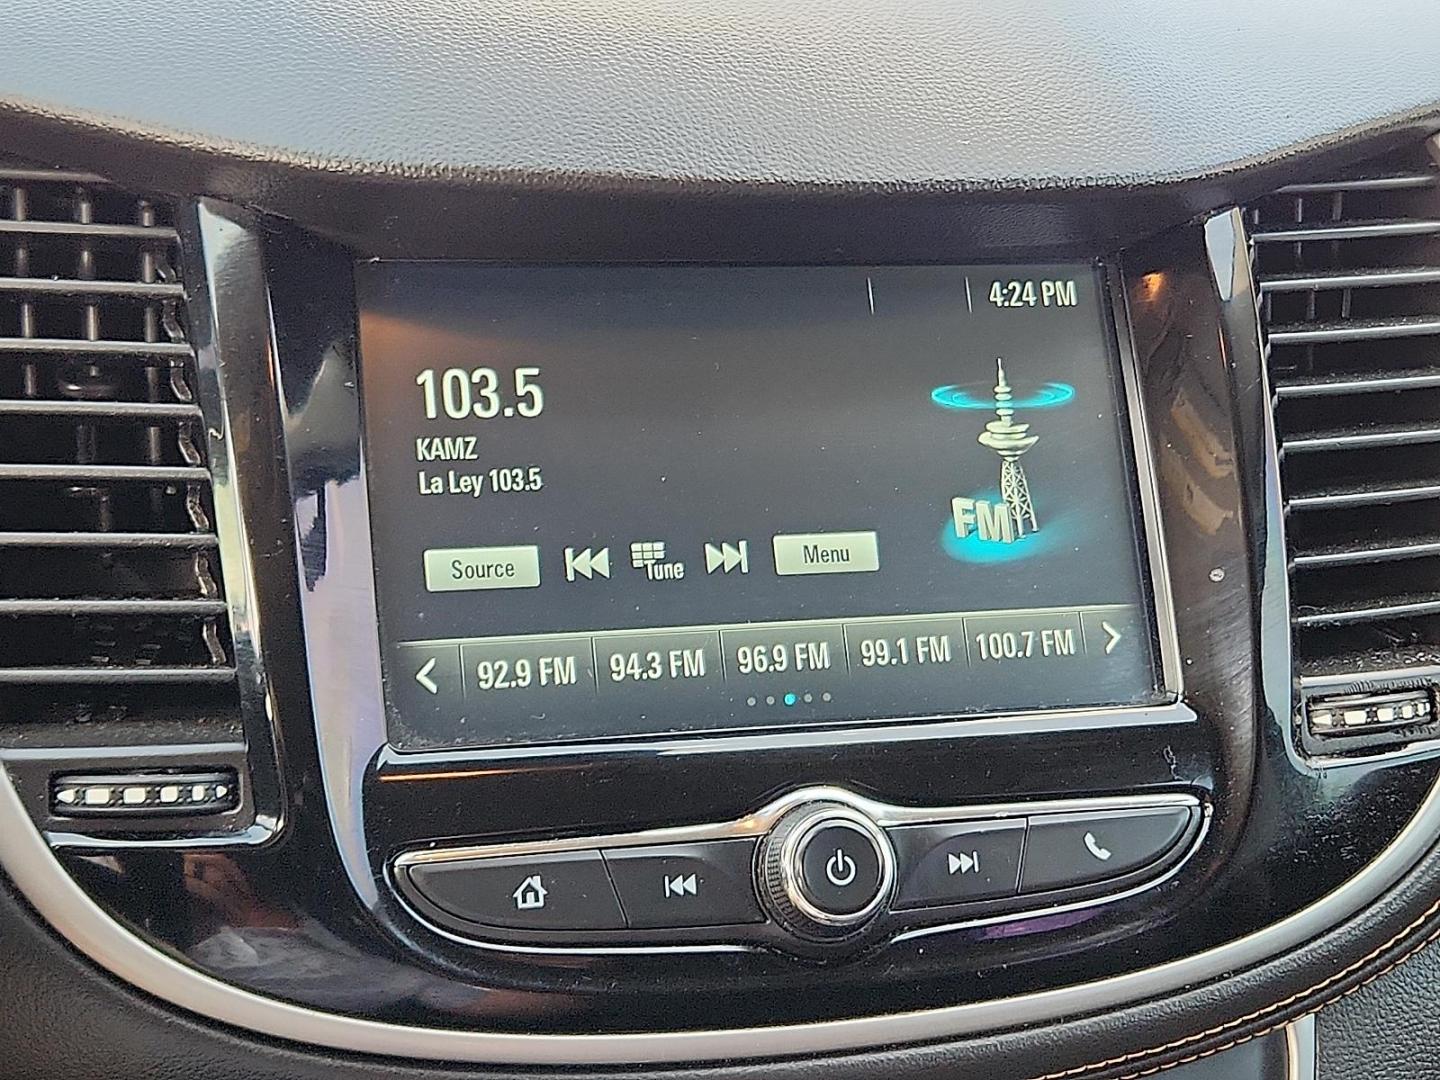 4:24 PM
103.5
KAMZ
La Ley 103.5
FM
Source
Tune
Menu
92.9 FM
94.3 FM
96.9 FM
99.1 FM
100.7 FM